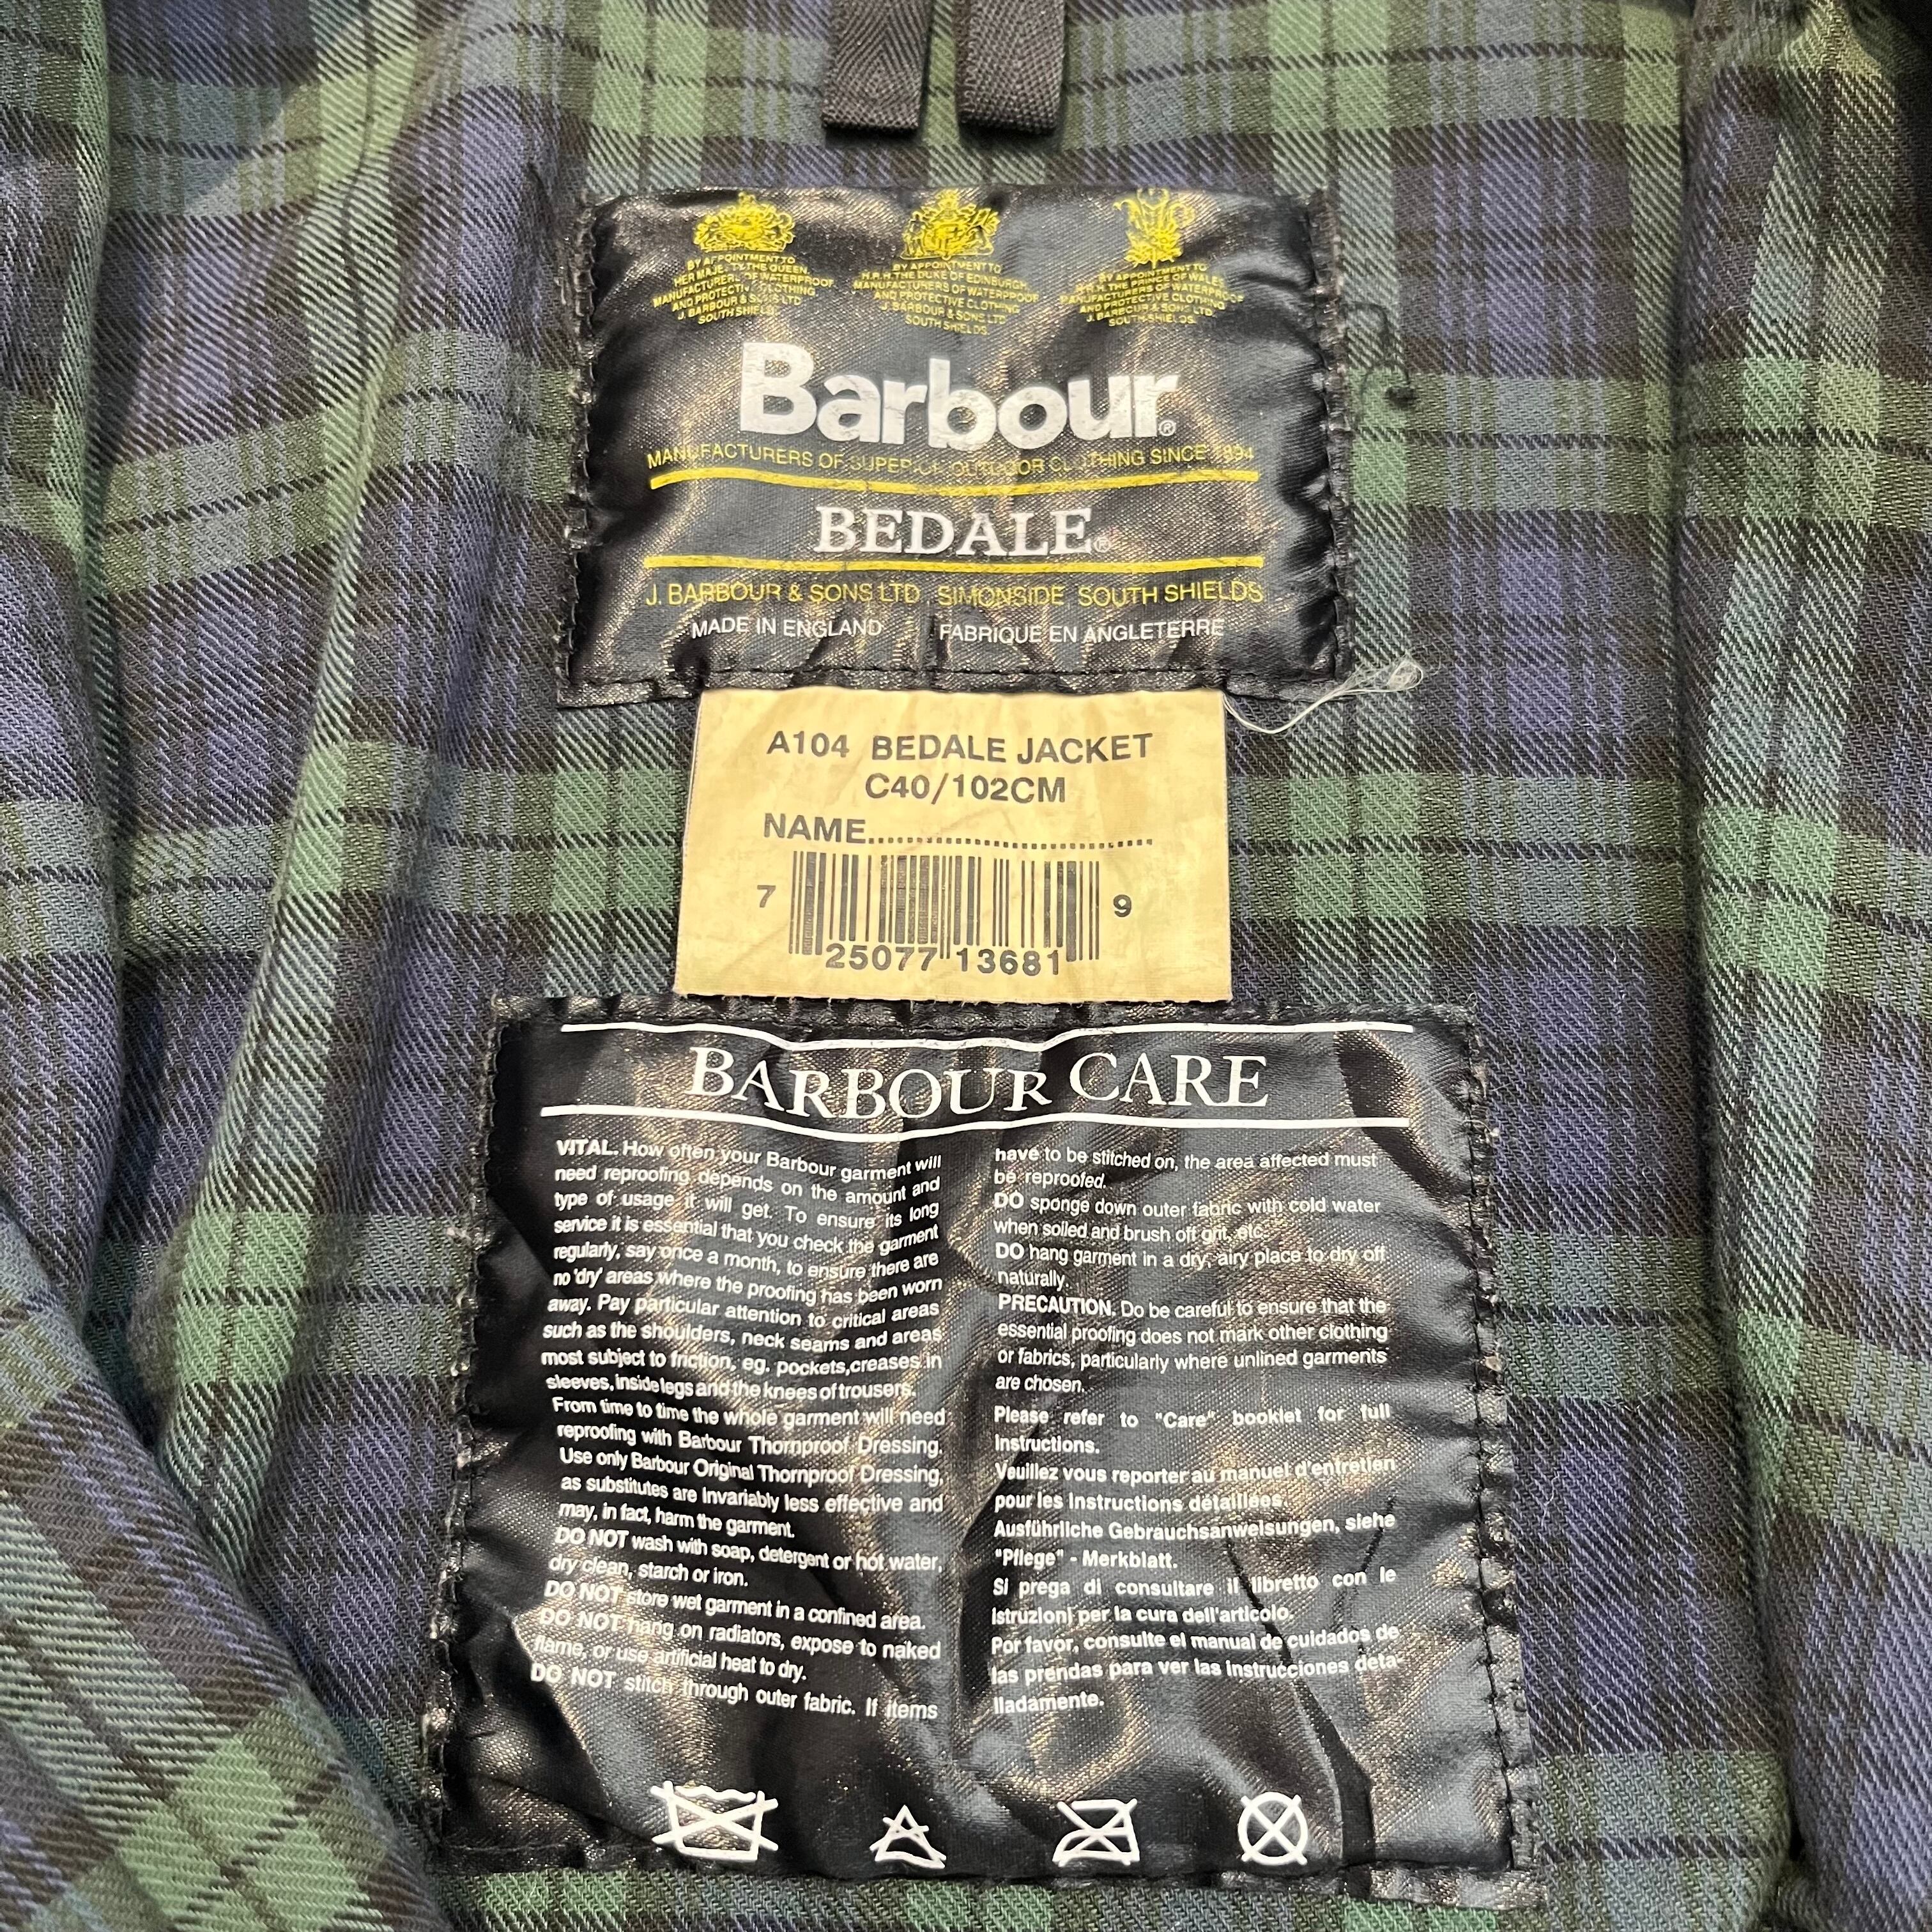 BY APPOINTMENT TO
HER MAJESTY THE QUEEN
MANUFACTURERS OF WATERPROOF
AND PROTECTIVE CLOTHING
J. BARBOUR & SONS LTD
SOUTH SHIELDS
BY APPOINTMENT TO
H.R.H. THE DUKE OF EDINBURGH
MANUFACTURERS OF WATERPROOF
AND PROTECTIVE CLOTHING
J. BARBOUR & SONS LTD
SOUTH SHIELDS
BY APPOINTMENT TO
H.R.H. THE PRINCE OF WALES
MANUFACTURERS OF WATERPROOF
AND PROTECTIVE CLOTHING
J. BARBOUR & SONS LTD.
SOUTH SHIELDS.
Barbour®
MANUFACTURERS OF SUPERIOR OUTDOOR CLOTHING SINCE 1894
BEDALE®
J. BARBOUR & SONS LTD. SIMONSIDE SOUTH SHIELDS
MADE IN ENGLAND FABRIQUE EN ANGLETERRE
A104 BEDALE JACKET
C40/102CM
NAME................................
7 25077 13681 9
BARBOUR CARE
VITAL. How often your Barbour garment will
need reproofing depends on the amount and
type of usage it will get. To ensure its long
service it is essential that you check the garment
regularly, say once a month, to ensure there are
no 'dry' areas where the proofing has been worn
away. Pay particular attention to critical areas
such as the shoulders, neck seams and areas
most subject to friction, eg. pockets,creases in
sleeves, inside legs and the knees of trousers.
From time to time the whole garment will need
reproofing with Barbour Thornproof Dressing.
Use only Barbour Original Thornproof Dressing,
as substitutes are invariably less effective and
may, in fact, harm the garment.
DO NOT wash with soap, detergent or hot water,
dry clean, starch or iron.
DO NOT store wet garment in a confined area.
DO NOT hang on radiators, expose to naked
flame, or use artificial heat to dry.
DO NOT stitch through outer fabric. If items
have to be stitched on, the area affected must
be reproofed.
DO sponge down outer fabric with cold water
when soiled and brush off grit, etc.
DO hang garment in a dry, airy place to dry off
naturally.
PRECAUTION. Do be careful to ensure that the
essential proofing does not mark other clothing
or fabrics, particularly where unlined garments
are chosen.
Please refer to "Care" booklet for full
Instructions.
Veuillez vous reporter au manuel d'entretien
pour les instructions détaillées.
Ausführliche Gebrauchsanweisungen, siehe
"Pflege" - Merkblatt.
Si prega di consultare il libretto con le
istruzioni per la cura dell'articolo.
Por favor, consulte el manual de cuidados de
las prendas para ver las instrucciones deta-
lladamente.